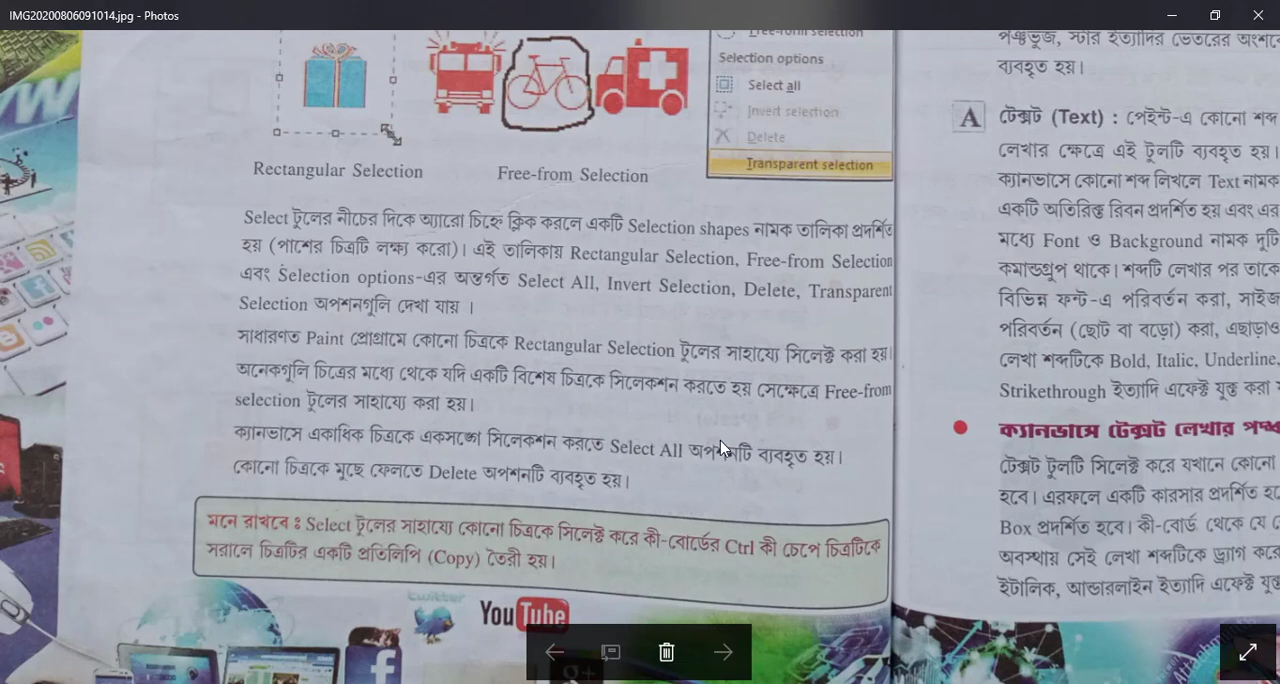 IMG20200806091014.jpg - Photos
Free-form selection
Selection options
Select all
Invert selection
Delete
Transparent selection
Rectangular Selection
Free-from Selection
Select টুলের নীচের দিকে অ্যারো চিহ্নে ক্লিক করলে একটি Selection shapes নামক তালিকা প্রদর্শিত
হয় (পাশের চিত্রটি লক্ষ্য করো)। এই তালিকায় Rectangular Selection, Free-from Selection
এবং Selection options-এর অন্তর্গত Select All, Invert Selection, Delete, Transparent
Selection অপশনগুলি দেখা যায় ।
সাধারণত Paint প্রোগ্রামে কোনো চিত্রকে Rectangular Selection টুলের সাহায্যে সিলেক্ট করা হয়।
অনেকগুলি চিত্রের মধ্যে থেকে যদি একটি বিশেষ চিত্রকে সিলেকশন করতে হয় সেক্ষেত্রে Free-from
selection টুলের সাহায্যে করা হয়।
ক্যানভাসে একাধিক চিত্রকে একসঙ্গে সিলেকশন করতে Select All অপশনটি ব্যবহৃত হয়।
কোনো চিত্রকে মুছে ফেলতে Delete অপশনটি ব্যবহৃত হয়।
মনে রাখবে : Select টুলের সাহায্যে কোনো চিত্রকে সিলেক্ট করে কী-বোর্ডের Ctrl কী চেপে চিত্রটিকে
সরালে চিত্রটির একটি প্রতিলিপি (Copy) তৈরী হয়।
twitter
YouTube
f
g+
পঞ্চভুজ, স্টার ইত্যাদির ভেতরের অংশকে
ব্যবহৃত হয়।
A টেক্সট (Text) : পেইন্ট-এ কোনো শব্দ
লেখার ক্ষেত্রে এই টুলটি ব্যবহৃত হয়।
ক্যানভাসে কোনো শব্দ লিখলে Text নামক
একটি অতিরিক্ত রিবন প্রদর্শিত হয় এবং এর
মধ্যে Font ও Background নামক দুটি
কমান্ডগ্রুপ থাকে। শব্দটি লেখার পর তাকে
বিভিন্ন ফন্ট-এ পরিবর্তন করা, সাইজ
পরিবর্তন (ছোট বা বড়ো) করা, এছাড়াও
লেখা শব্দটিকে Bold, Italic, Underline,
Strikethrough ইত্যাদি এফেক্ট যুক্ত করা
ক্যানভাসে টেক্সট লেখার
টেক্সট টুলটি সিলেক্ট করে যেখানে কোনো
হবে। এরফলে একটি কারসার প্রদর্শিত
Box প্রদর্শিত হবে। কী-বোর্ড থেকে যে
অবস্থায় সেই লেখা শব্দটিকে ড্র্যাগ করে
ইটালিক, আন্ডারলাইন ইত্যাদি এফেক্ট